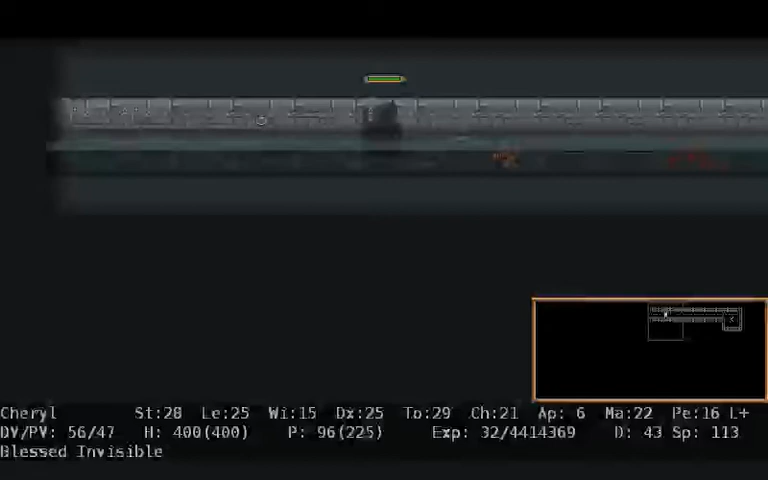 Cheryl St:28 Le:25 Wi:15 Dx:25 To:29 Ch:21 Ap: 6 Ma:22 Pe:16 L+
DV/PV: 56/47 H: 400(400) P: 96(225) Exp: 32/4414369 D: 43 Sp: 113
Blessed Invisible